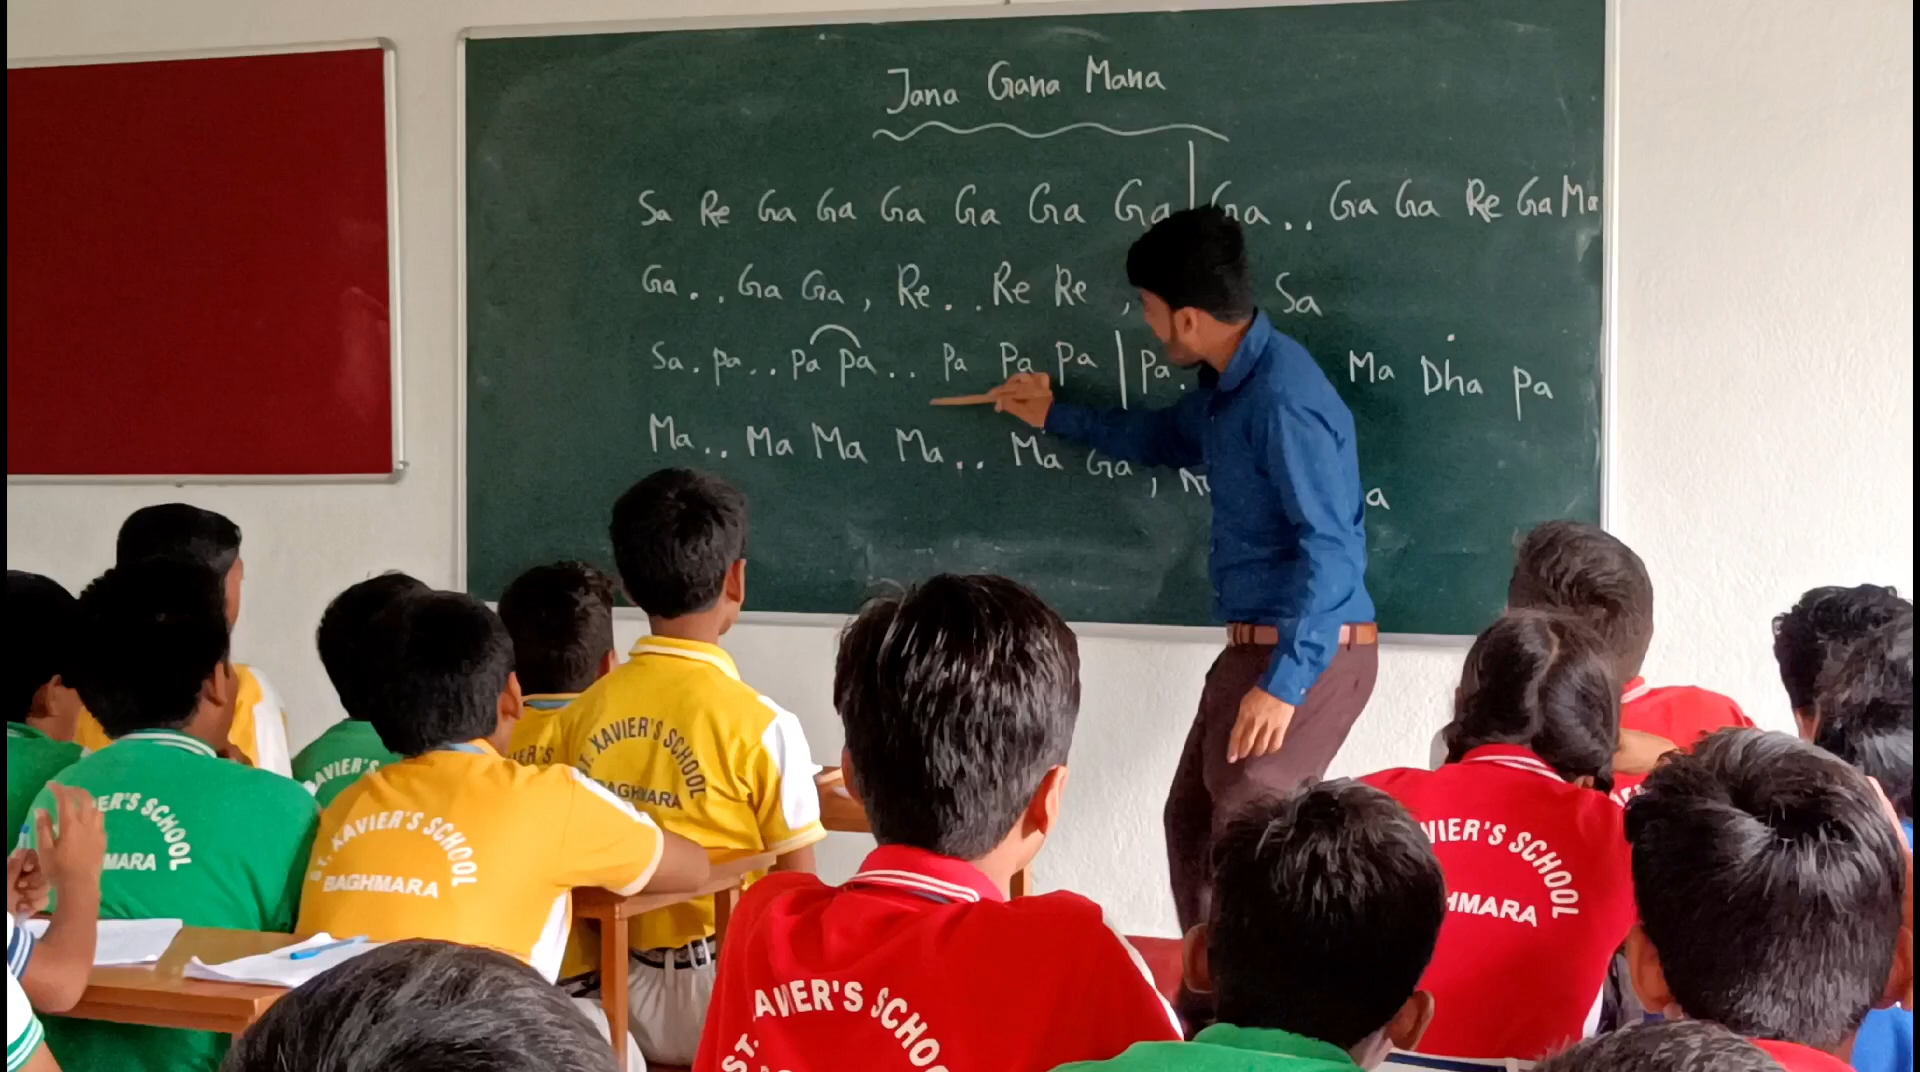 Jana Gana Mana
Sa Re Ga Ga Ga Ga Ga Ga | Ga . . Ga Ga Re Ga Ma
Ga . . Ga Ga , Re . . Re Re , Sa
Sa . pa . . pa pa . . pa pa pa | pa . Ma Dha pa
Ma . . Ma Ma Ma . . Ma Ga ,
XAVIER'S SCHOOL
BAGHMARA
ST. XAVIER'S SCHOOL
BAGHMARA